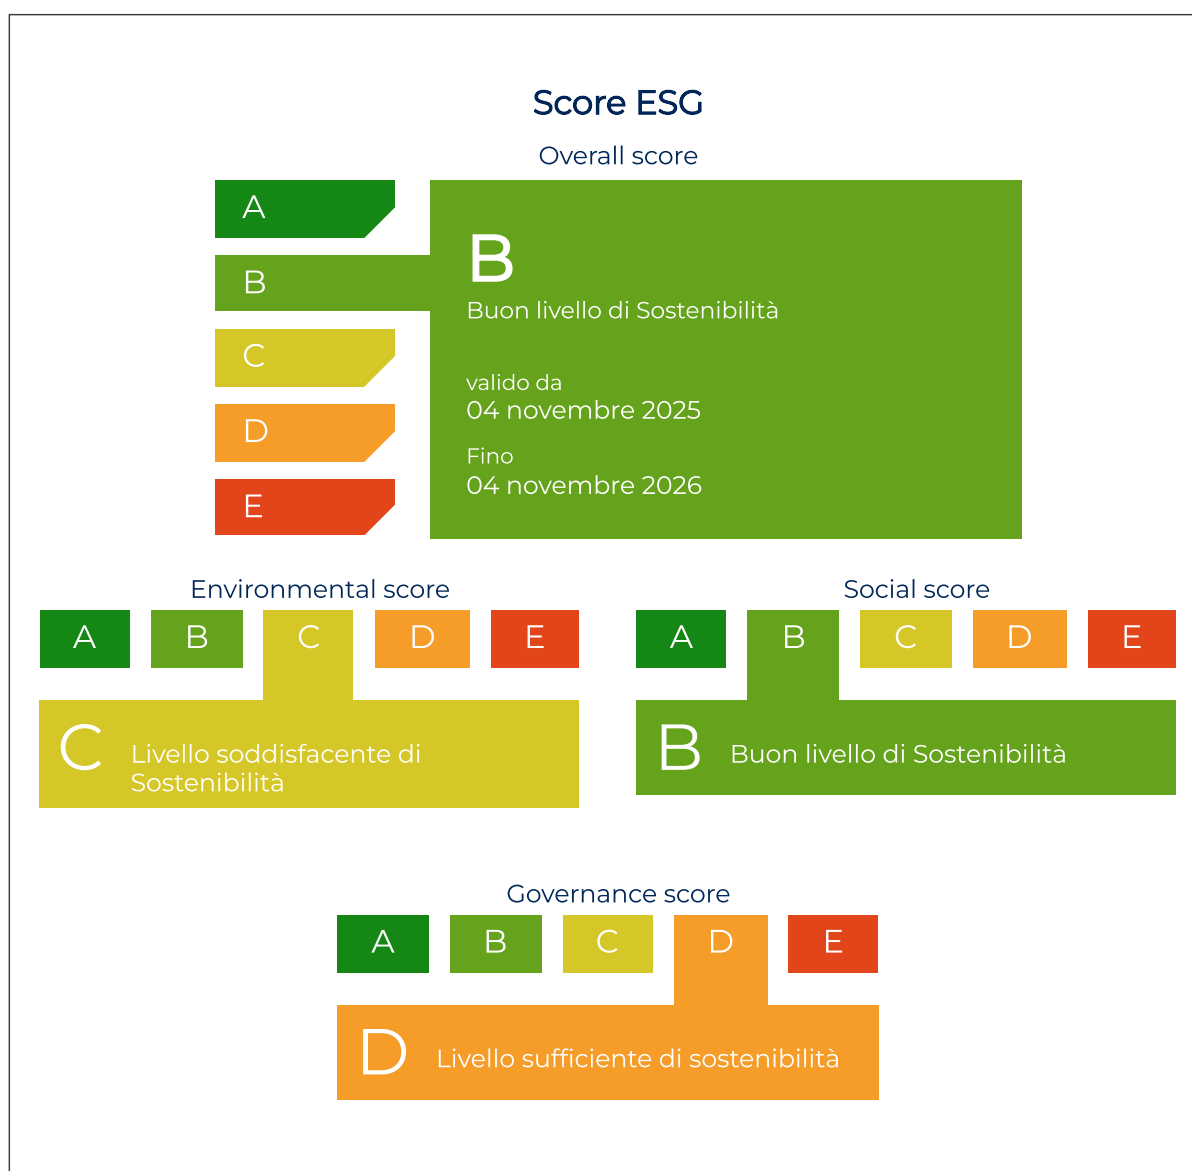 Score ESG
Overall score
A
B
C
D
E
B
Buon livello di Sostenibilità
valido da
04 novembre 2025
Fino
04 novembre 2026
Environmental score
A B C D E
C Livello soddisfacente di
Sostenibilità
Social score
A B C D E
B Buon livello di Sostenibilità
Governance score
A B C D E
D Livello sufficiente di sostenibilità